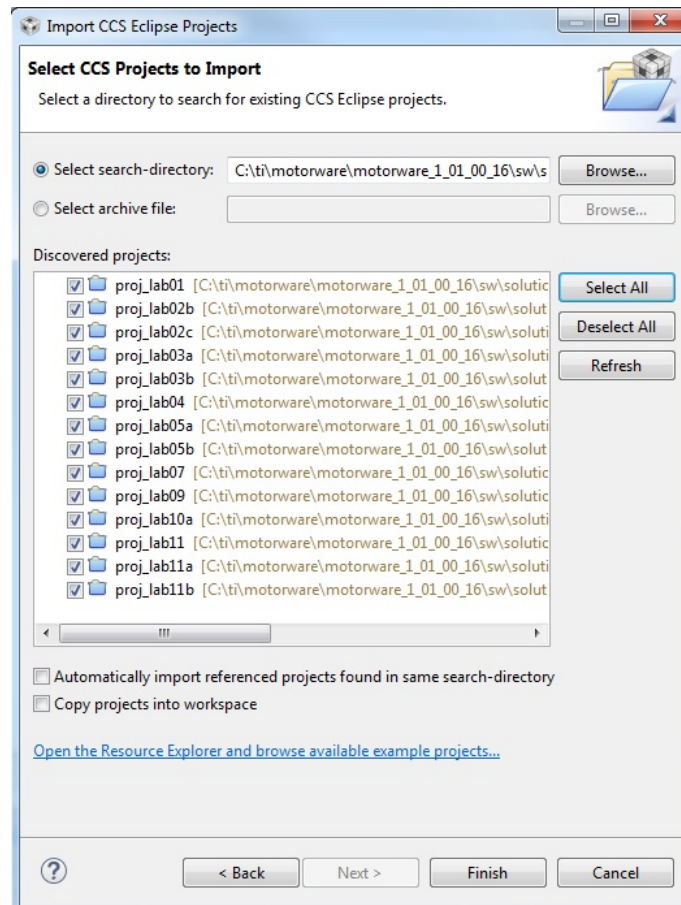 Import CCS Eclipse Projects
Select CCS Projects to Import
Select a directory to search for existing CCS Eclipse projects.
Select search-directory: C:\ti\motorware\motorware_1_01_00_16\sw\s Browse...
Select archive file: Browse...
Discovered projects:
proj_lab01 [C:\ti\motorware\motorware_1_01_00_16\sw\solutic Select All
proj_lab02b [C:\ti\motorware\motorware_1_01_00_16\sw\solut
proj_lab02c [C:\ti\motorware\motorware_1_01_00_16\sw\soluti Deselect All
proj_lab03a [C:\ti\motorware\motorware_1_01_00_16\sw\soluti
proj_lab03b [C:\ti\motorware\motorware_1_01_00_16\sw\solut Refresh
proj_lab04 [C:\ti\motorware\motorware_1_01_00_16\sw\solutic
proj_lab05a [C:\ti\motorware\motorware_1_01_00_16\sw\soluti
proj_lab05b [C:\ti\motorware\motorware_1_01_00_16\sw\solut
proj_lab07 [C:\ti\motorware\motorware_1_01_00_16\sw\solutic
proj_lab09 [C:\ti\motorware\motorware_1_01_00_16\sw\solutic
proj_lab10a [C:\ti\motorware\motorware_1_01_00_16\sw\soluti
proj_lab11 [C:\ti\motorware\motorware_1_01_00_16\sw\solutic
proj_lab11a [C:\ti\motorware\motorware_1_01_00_16\sw\soluti
proj_lab11b [C:\ti\motorware\motorware_1_01_00_16\sw\solut
Automatically import referenced projects found in same search-directory
Copy projects into workspace
Open the Resource Explorer and browse available example projects...
? < Back Next > Finish Cancel